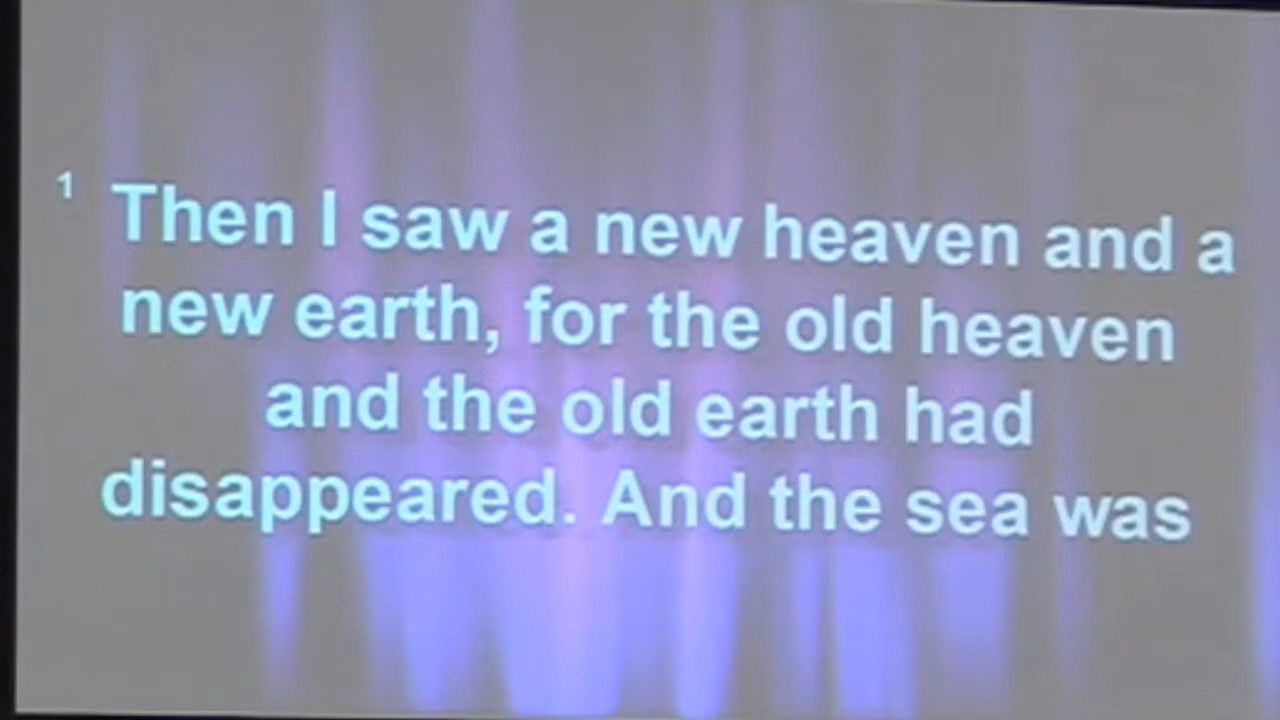 1 Then I saw a new heaven and a
new earth, for the old heaven
and the old earth had
disappeared. And the sea was